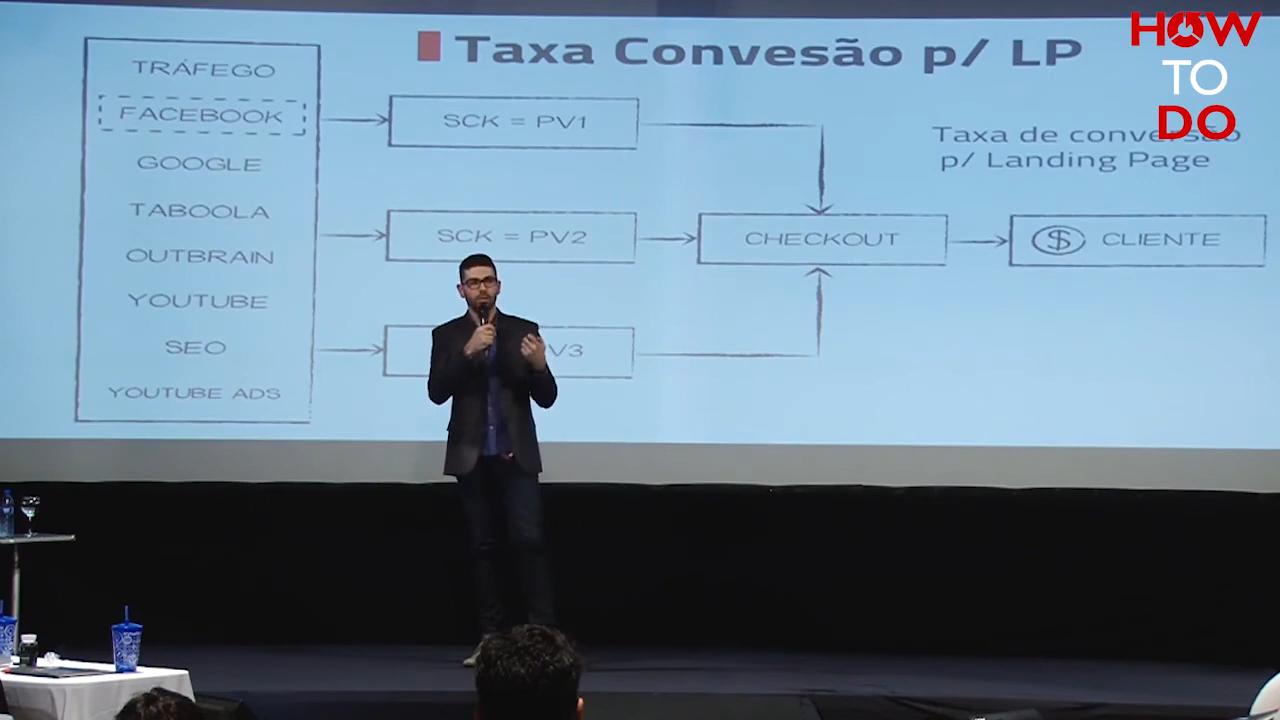 Taxa Convesão p/ LP
HOW
TO
DO
TRÁFEGO
FACEBOOK
GOOGLE
TABOOLA
OUTBRAIN
YOUTUBE
SEO
YOUTUBE ADS
SCK = PV1
SCK = PV2
V3
CHECKOUT
$ CLIENTE
Taxa de conversão
p/ Landing Page